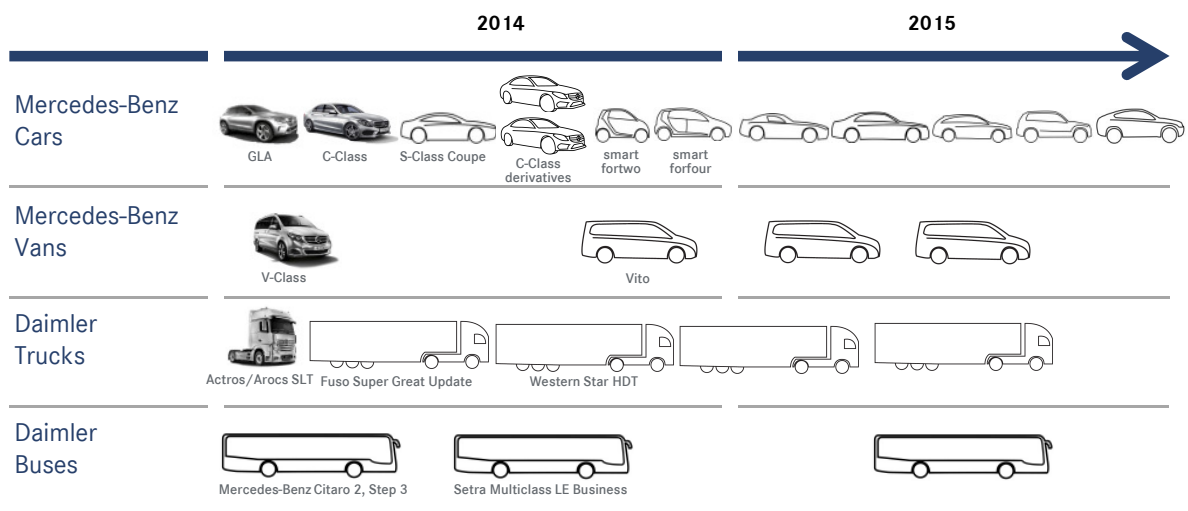 2014
2015
Mercedes-Benz
Cars
GLA
C-Class
S-Class Coupe
C-Class
derivatives
smart
fortwo
smart
forfour
Mercedes-Benz
Vans
V-Class
Vito
Daimler
Trucks
Actros/Arocs SLT
Fuso Super Great Update
Western Star HDT
Daimler
Buses
Mercedes-Benz Citaro 2, Step 3
Setra Multiclass LE Business